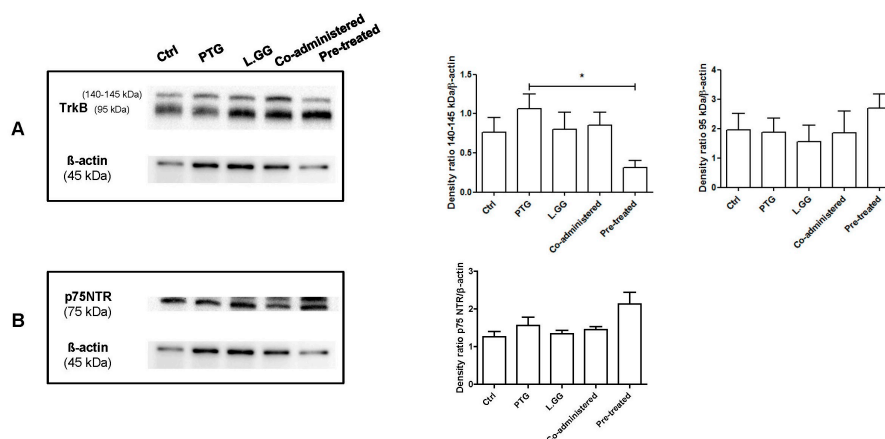 Ctrl PTG L.GG Co-administered Pre-treated
A
(140-145 kDa)
TrkB (95 kDa)
ß-actin
(45 kDa)
Density ratio 140-145 kDa/β-actin
1.5
1.0
0.5
0.0
*
Ctrl PTG L.GG Co-administered Pre-treated
Density ratio 95 kDa/β-actin
4
3
2
1
0
Ctrl PTG L.GG Co-administered Pre-treated
B
p75NTR
(75 kDa)
ß-actin
(45 kDa)
Density ratio p75 NTR/β-actin
3
2
1
0
Ctrl PTG L.GG Co-administered Pre-treated